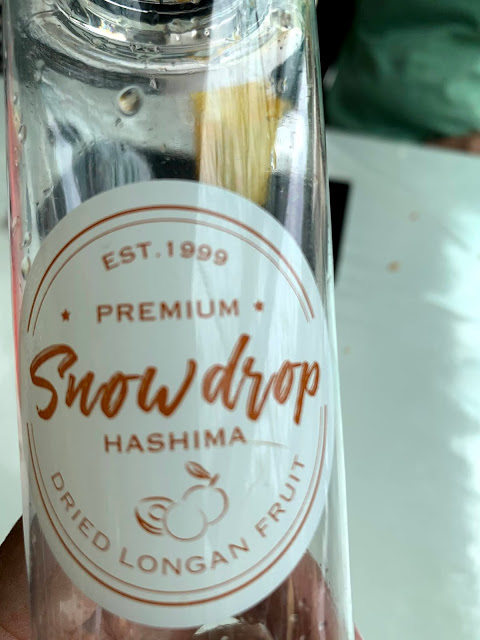 EST.1999
PREMIUM
Snowdrop
HASHIMA
DRIED LONGAN FRUIT